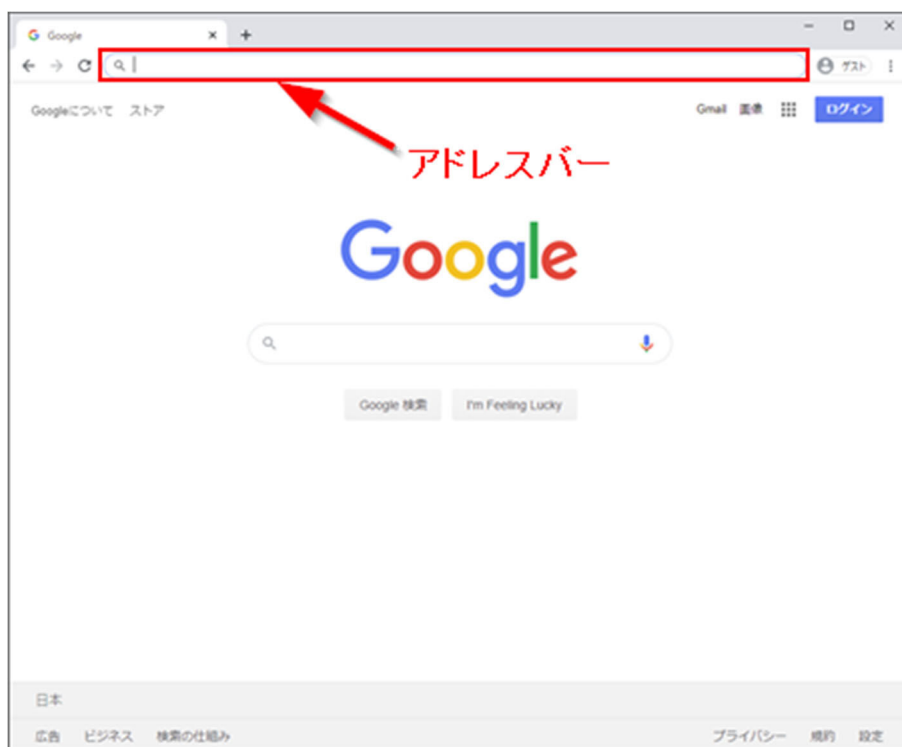 Google
ゲスト
Googleについて ストア
Gmail 画像
ログイン
アドレスバー
Google
Google 検索 I'm Feeling Lucky
日本
広告 ビジネス 検索の仕組み
プライバシー 規約 設定